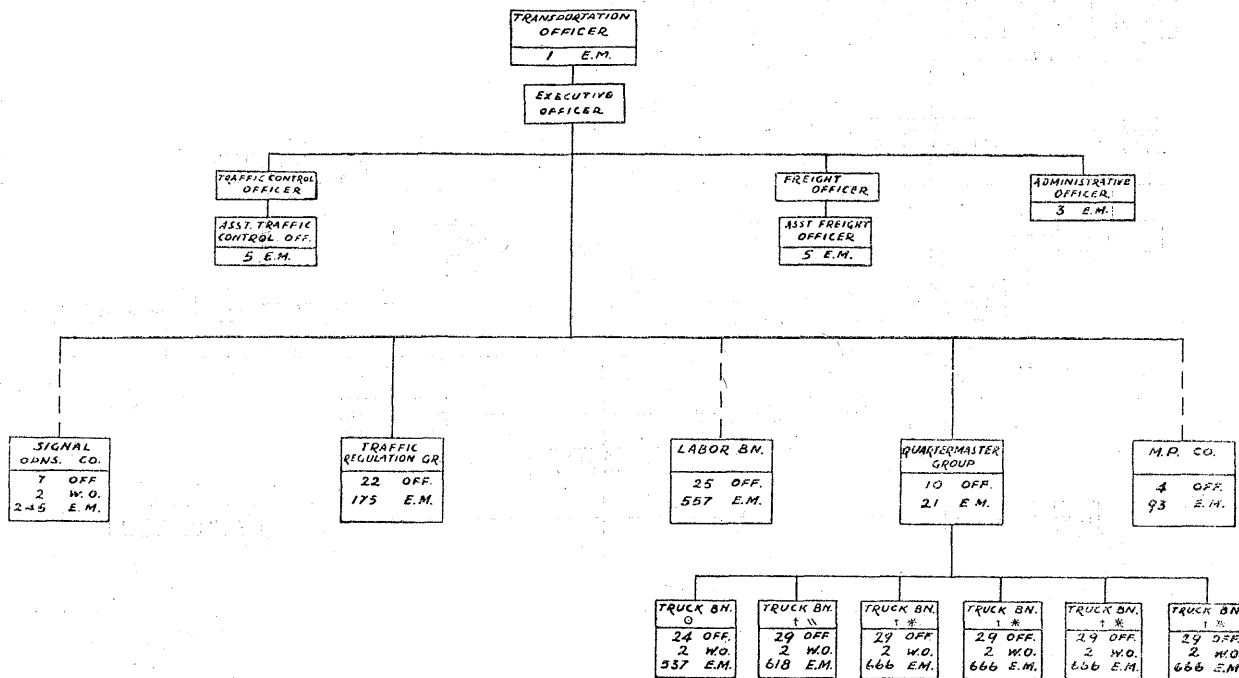 TRANSPORTATION
OFFICER
1 E.M.
EXECUTIVE
OFFICER
TRAFFIC CONTROL
OFFICER
ASST. TRAFFIC
CONTROL OFF.
5 E.M.
FREIGHT
OFFICER
ASST FREIGHT
OFFICER
5 E.M.
ADMINISTRATIVE
OFFICER
3 E.M.
SIGNAL
CO.
7 OFF
2 W.O.
245 E.M.
TRAFFIC
REGULATION GR.
22 OFF.
175 E.M.
LABOR BN.
25 OFF.
557 E.M.
QUARTERMASTER
GROUP
10 OFF.
21 E.M.
M.P. CO.
4 OFF.
93 E.M.
TRUCK BN.
⊙
24 OFF.
2 W.O.
537 E.M.
TRUCK BN.
† \\
29 OFF
2 W.O.
618 E.M.
TRUCK BN.
† *
29 OFF.
2 W.O.
666 E.M.
TRUCK BN.
† *
29 OFF.
2 W.O.
666 E.M.
TRUCK BN.
† *
29 OFF.
2 W.O.
666 E.M.
TRUCK BN
†
29 OFF.
2 W.O.
666 E.M.